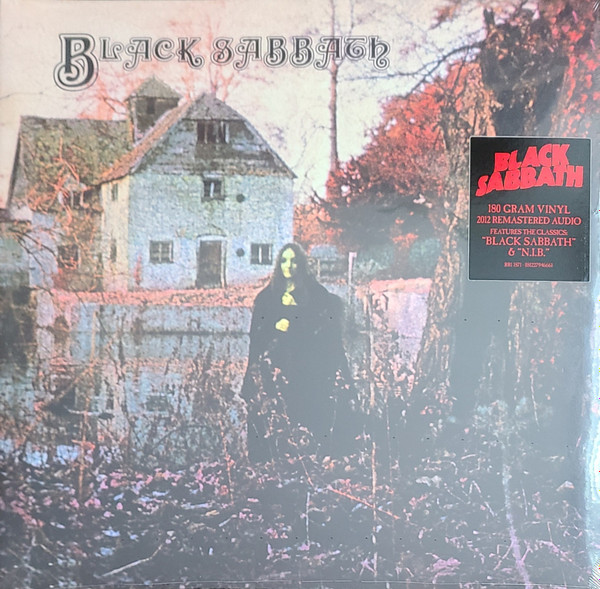 BLACK SABBATH
BLACK
SABBATH
180 GRAM VINYL
2012 REMASTERED AUDIO
FEATURES THE CLASSICS:
"BLACK SABBATH"
& "N.I.B."